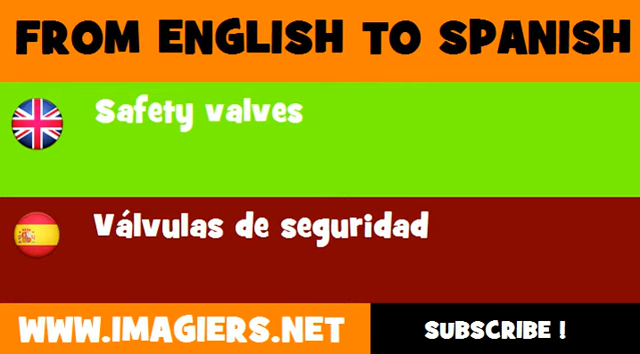 FROM ENGLISH TO SPANISH
Safety valves
Válvulas de seguridad
WWW.IMAGIERS.NET
SUBSCRIBE !